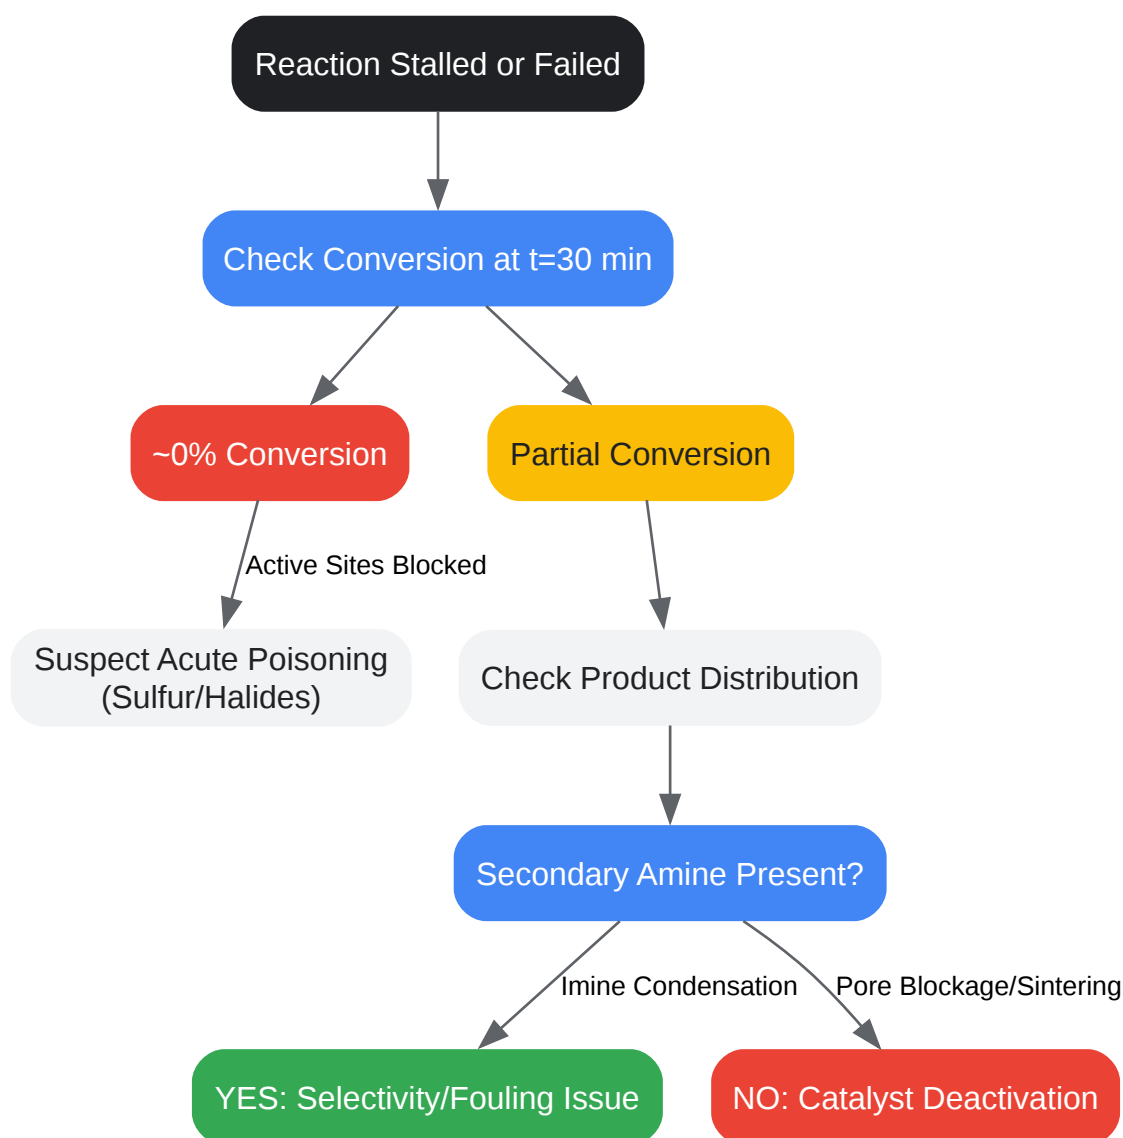 Reaction Stalled or Failed
Check Conversion at t=30 min
~0% Conversion
Partial Conversion
Active Sites Blocked
Suspect Acute Poisoning
(Sulfur/Halides)
Check Product Distribution
Secondary Amine Present?
Imine Condensation
Pore Blockage/Sintering
YES: Selectivity/Fouling Issue
NO: Catalyst Deactivation